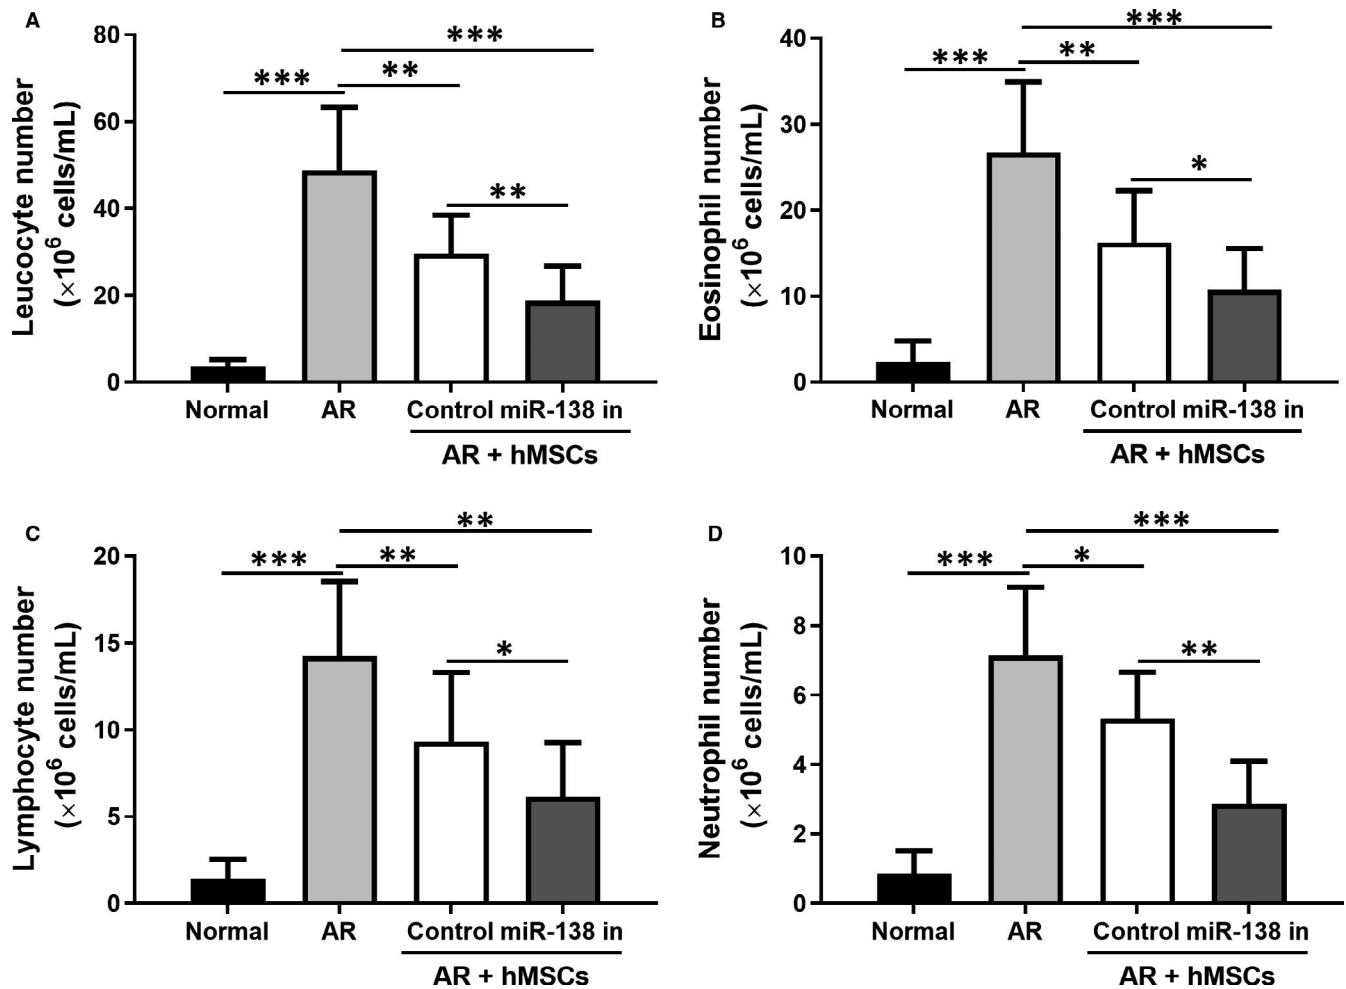 A
Leucocyte number
(×10⁶ cells/mL)
80
60
40
20
0
***
**
***
**
Normal AR Control miR-138 in
AR + hMSCs
B
Eosinophil number
(×10⁶ cells/mL)
40
30
20
10
0
***
**
***
*
Normal AR Control miR-138 in
AR + hMSCs
C
Lymphocyte number
(×10⁶ cells/mL)
20
15
10
5
0
**
***
**
*
Normal AR Control miR-138 in
AR + hMSCs
D
Neutrophil number
(×10⁶ cells/mL)
10
8
6
4
2
0
***
***
*
**
Normal AR Control miR-138 in
AR + hMSCs